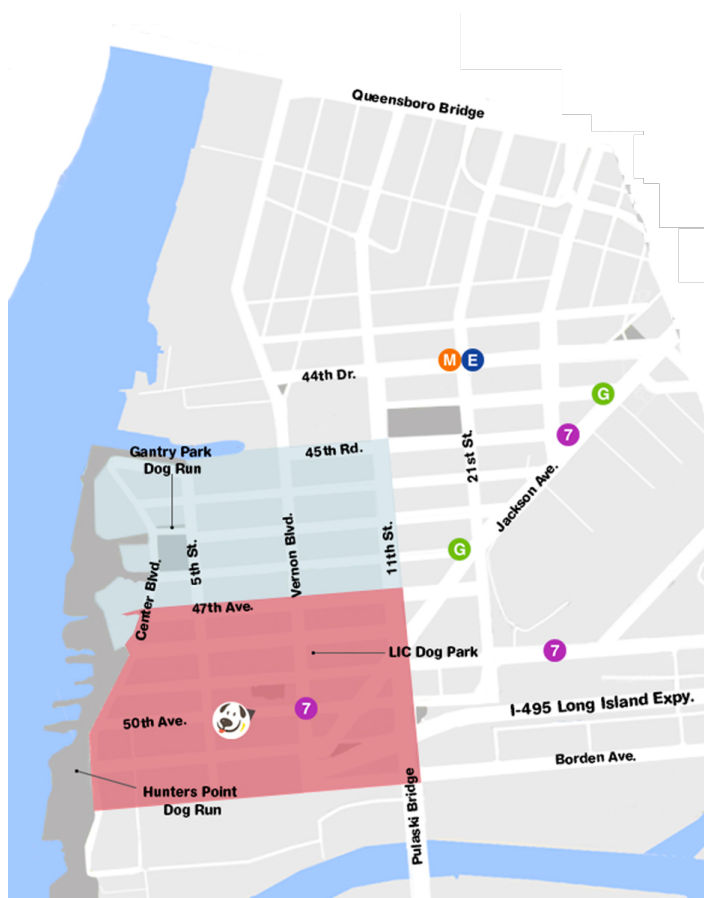 Queensboro Bridge
M
E
44th Dr.
G
7
Gantry Park
Dog Run
45th Rd.
21st St.
Jackson Ave.
G
5th St.
Vernon Blvd.
11th St.
Center Blvd.
47th Ave.
LIC Dog Park
7
50th Ave.
7
I-495 Long Island Expy.
Borden Ave.
Hunters Point
Dog Run
Pulaski Bridge